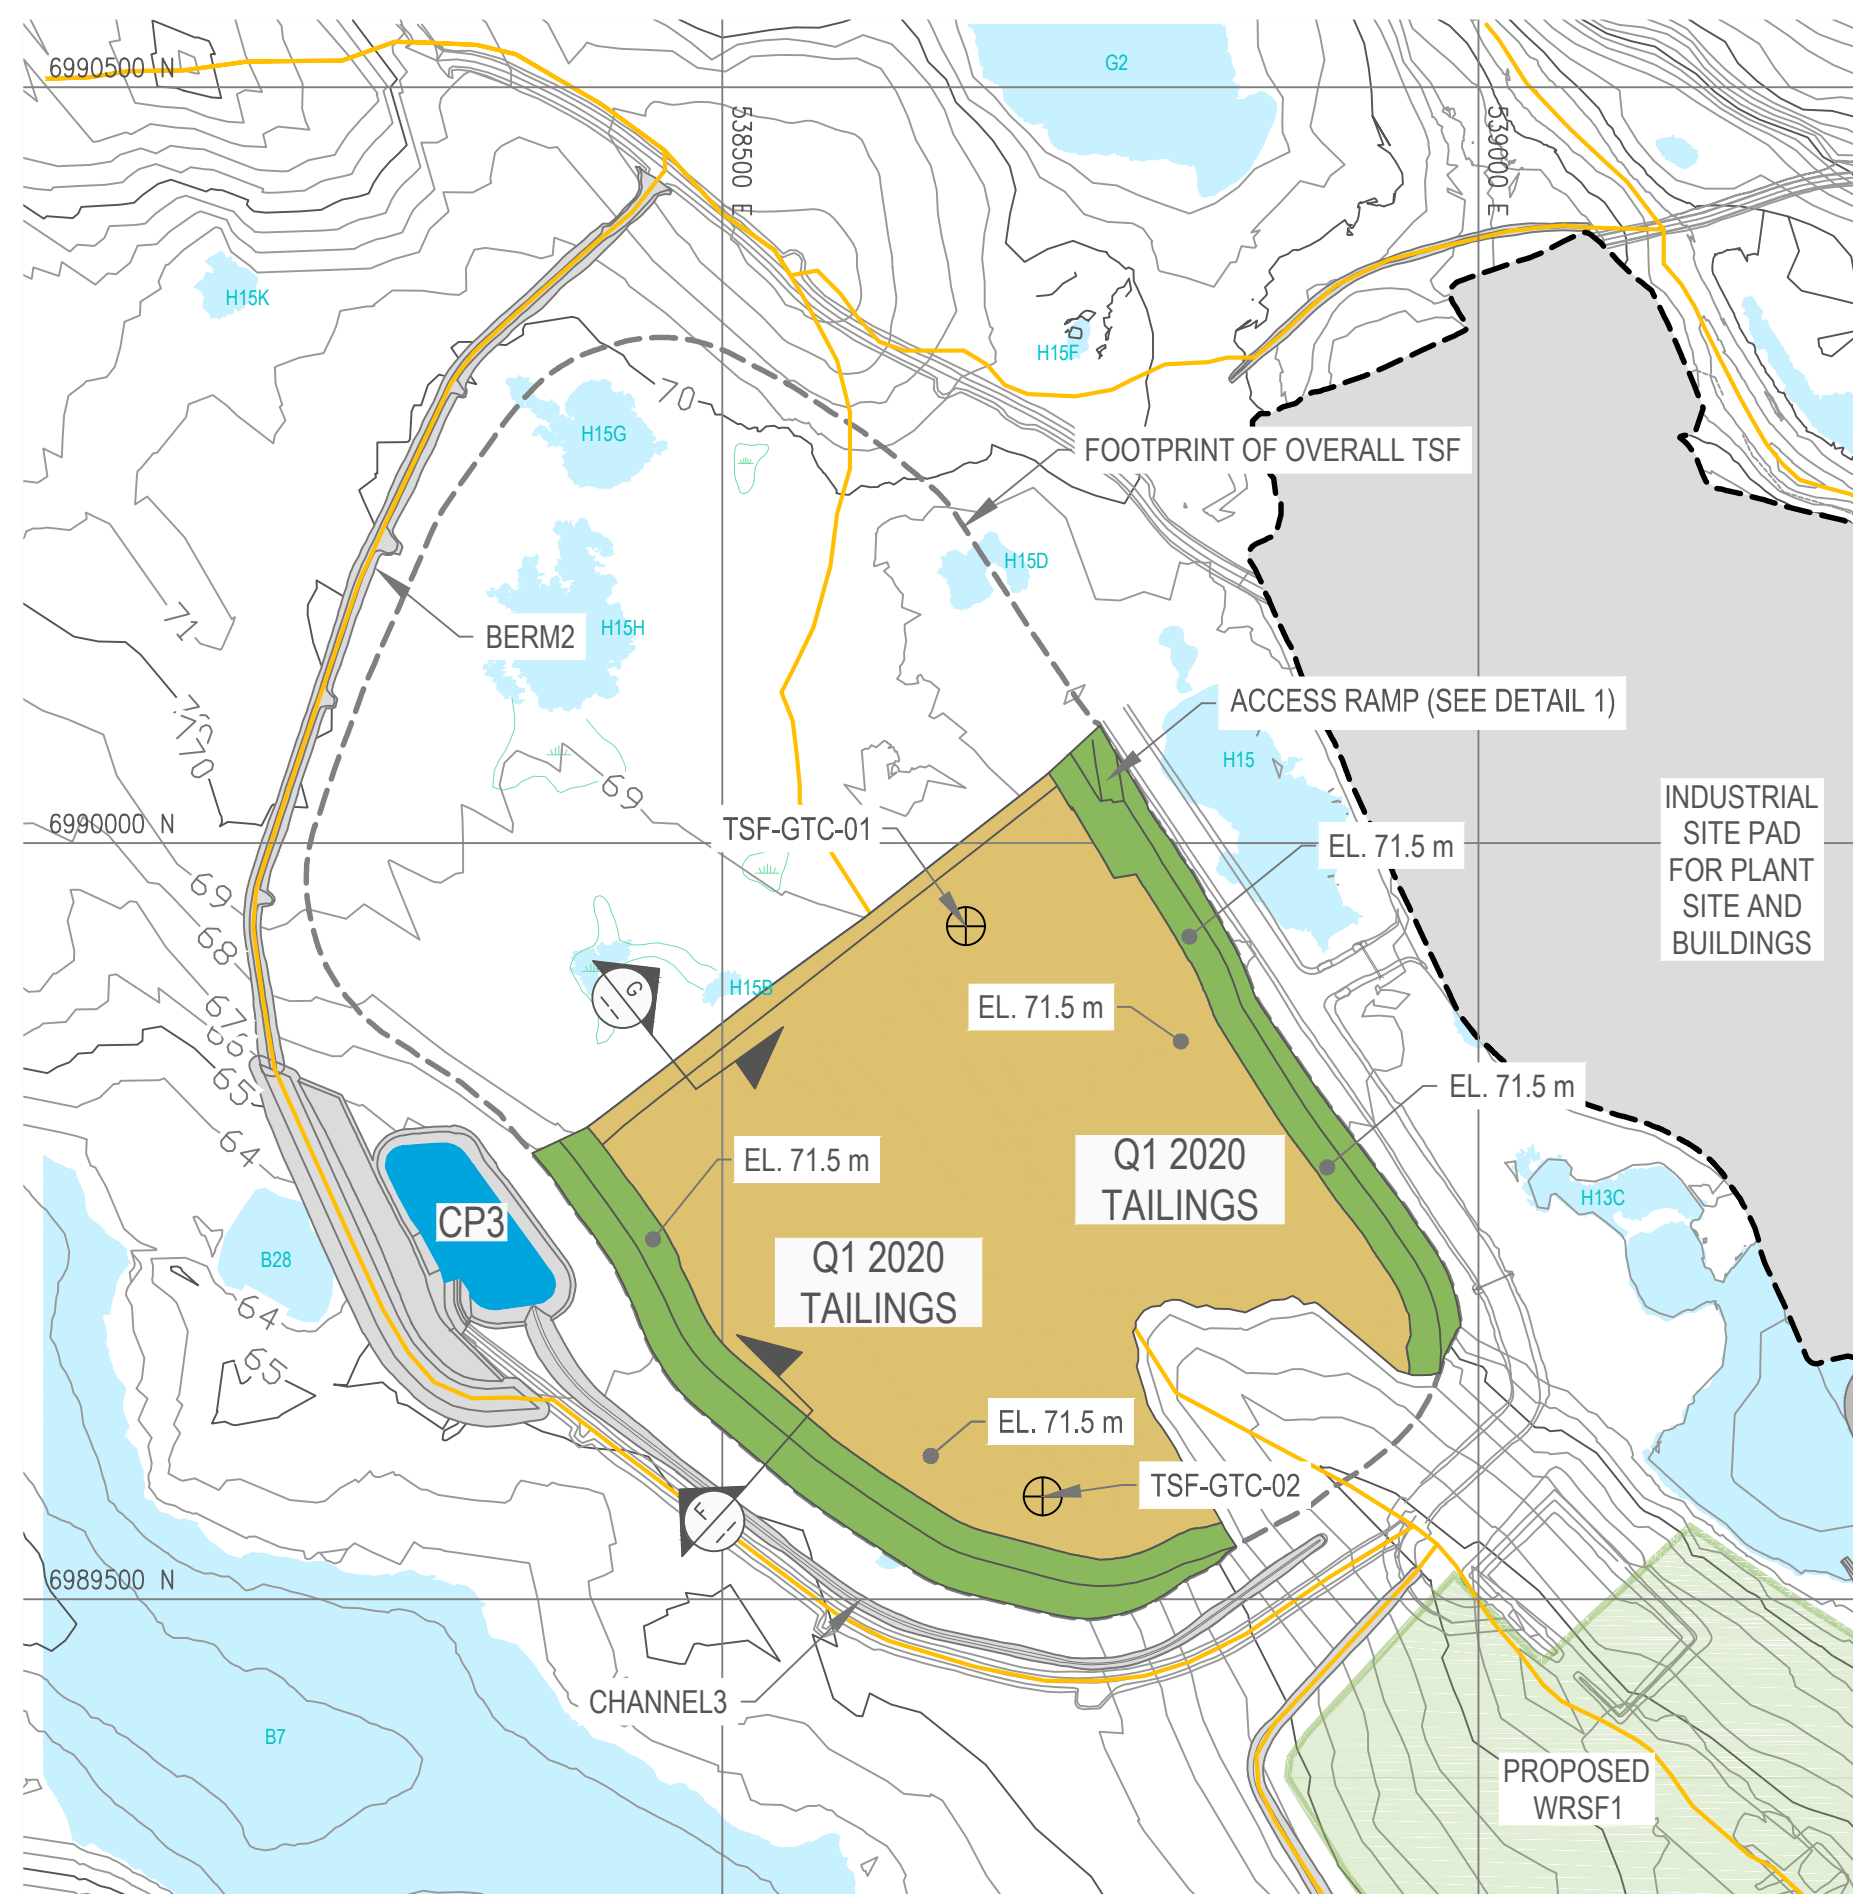 6990500 N
G2
538500 E
539000 E
H15K
H15F
70
H15G
FOOTPRINT OF OVERALL TSF
H15D
71
H15H
BERM2
ACCESS RAMP (SEE DETAIL 1)
70
H15
69
INDUSTRIAL
SITE PAD
FOR PLANT
SITE AND
BUILDINGS
6990000 N
TSF-GTC-01
EL. 71.5 m
69
68
H15B
G
EL. 71.5 m
67
66
65
EL. 71.5 m
64
EL. 71.5 m
Q1 2020
TAILINGS
H13C
CP3
B28
Q1 2020
TAILINGS
64
65
EL. 71.5 m
TSF-GTC-02
F
6989500 N
CHANNEL3
B7
PROPOSED
WRSF1